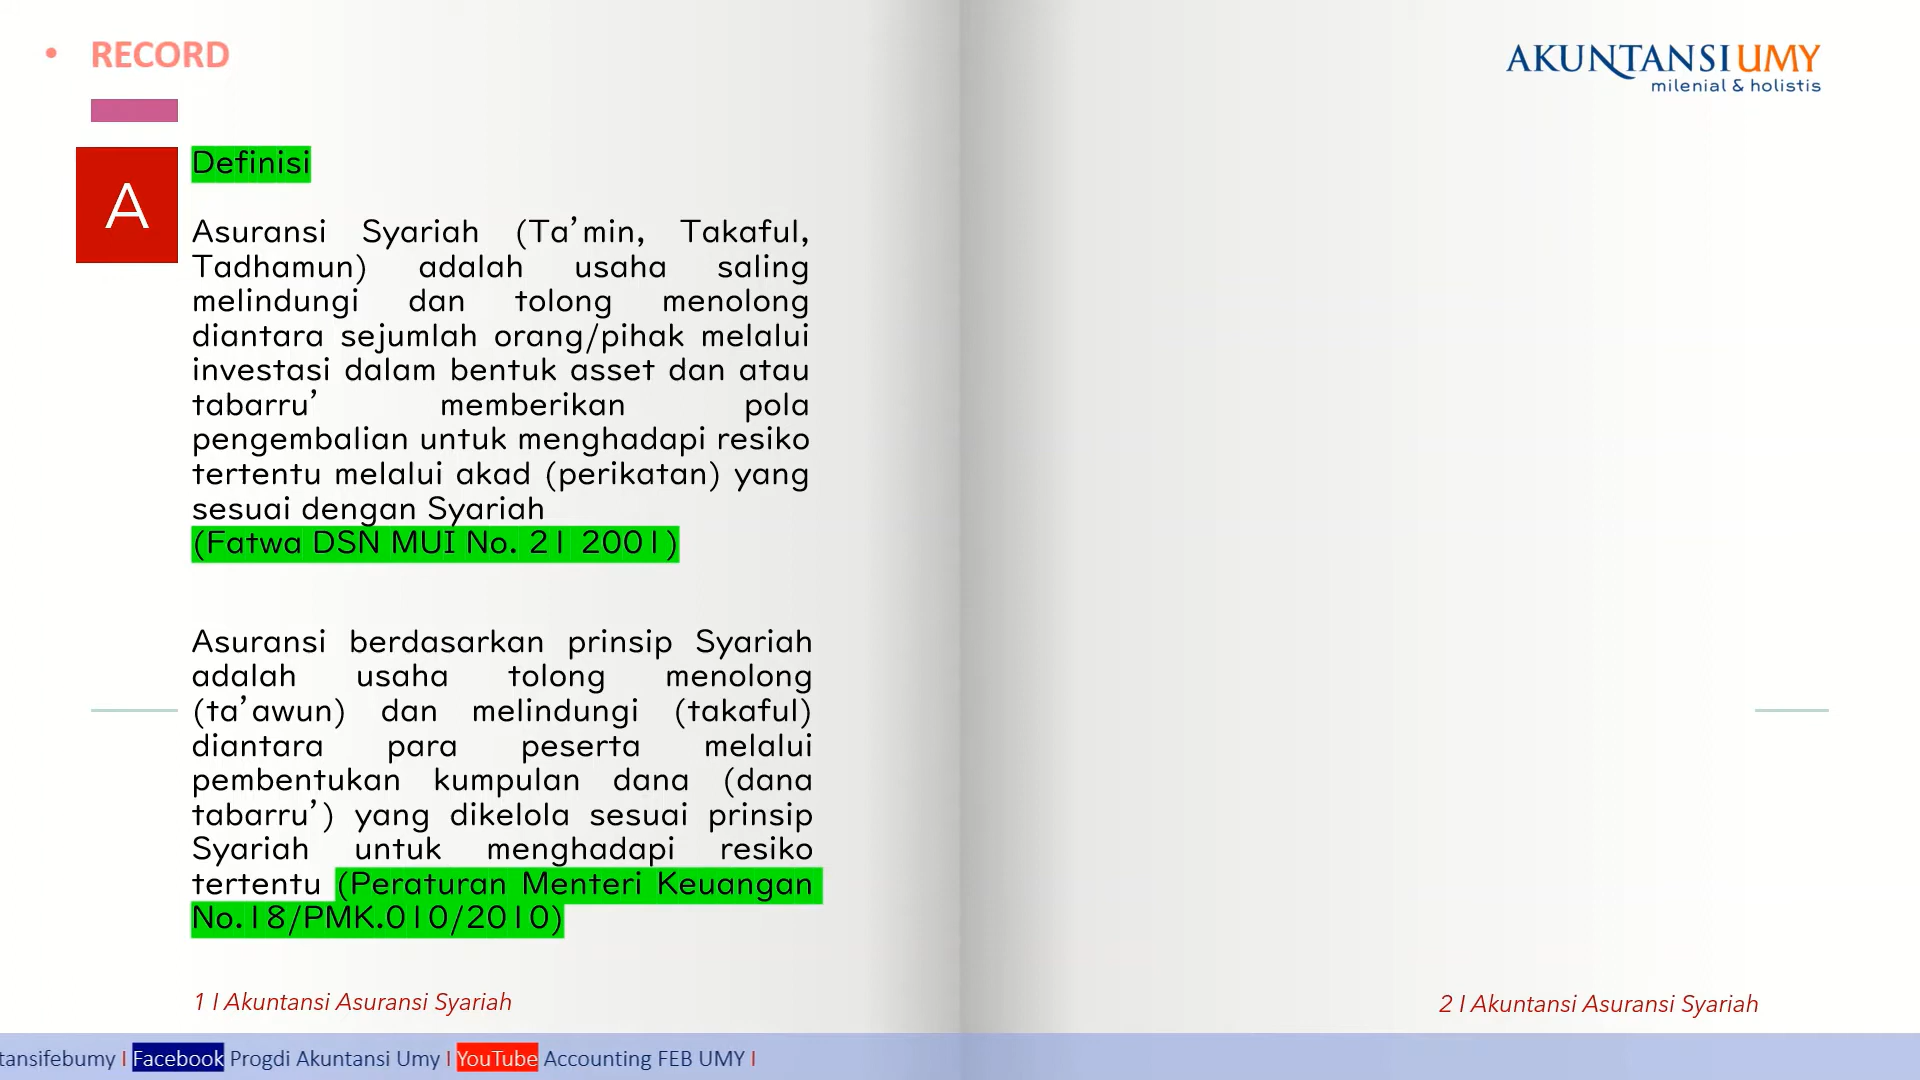 • RECORD
AKUNTANSI UMY
milenial & holistis
A
Definisi
Asuransi Syariah (Ta’min, Takaful,
Tadhamun) adalah usaha saling
melindungi dan tolong menolong
diantara sejumlah orang/pihak melalui
investasi dalam bentuk asset dan atau
tabarru’ memberikan pola
pengembalian untuk menghadapi resiko
tertentu melalui akad (perikatan) yang
sesuai dengan Syariah
(Fatwa DSN MUI No. 21 2001)
Asuransi berdasarkan prinsip Syariah
adalah usaha tolong menolong
(ta’awun) dan melindungi (takaful)
diantara para peserta melalui
pembentukan kumpulan dana (dana
tabarru’) yang dikelola sesuai prinsip
Syariah untuk menghadapi resiko
tertentu (Peraturan Menteri Keuangan
No.18/PMK.010/2010)
1 I Akuntansi Asuransi Syariah
2 I Akuntansi Asuransi Syariah
tansifebumy I Facebook Progdi Akuntansi Umy I YouTube Accounting FEB UMY I